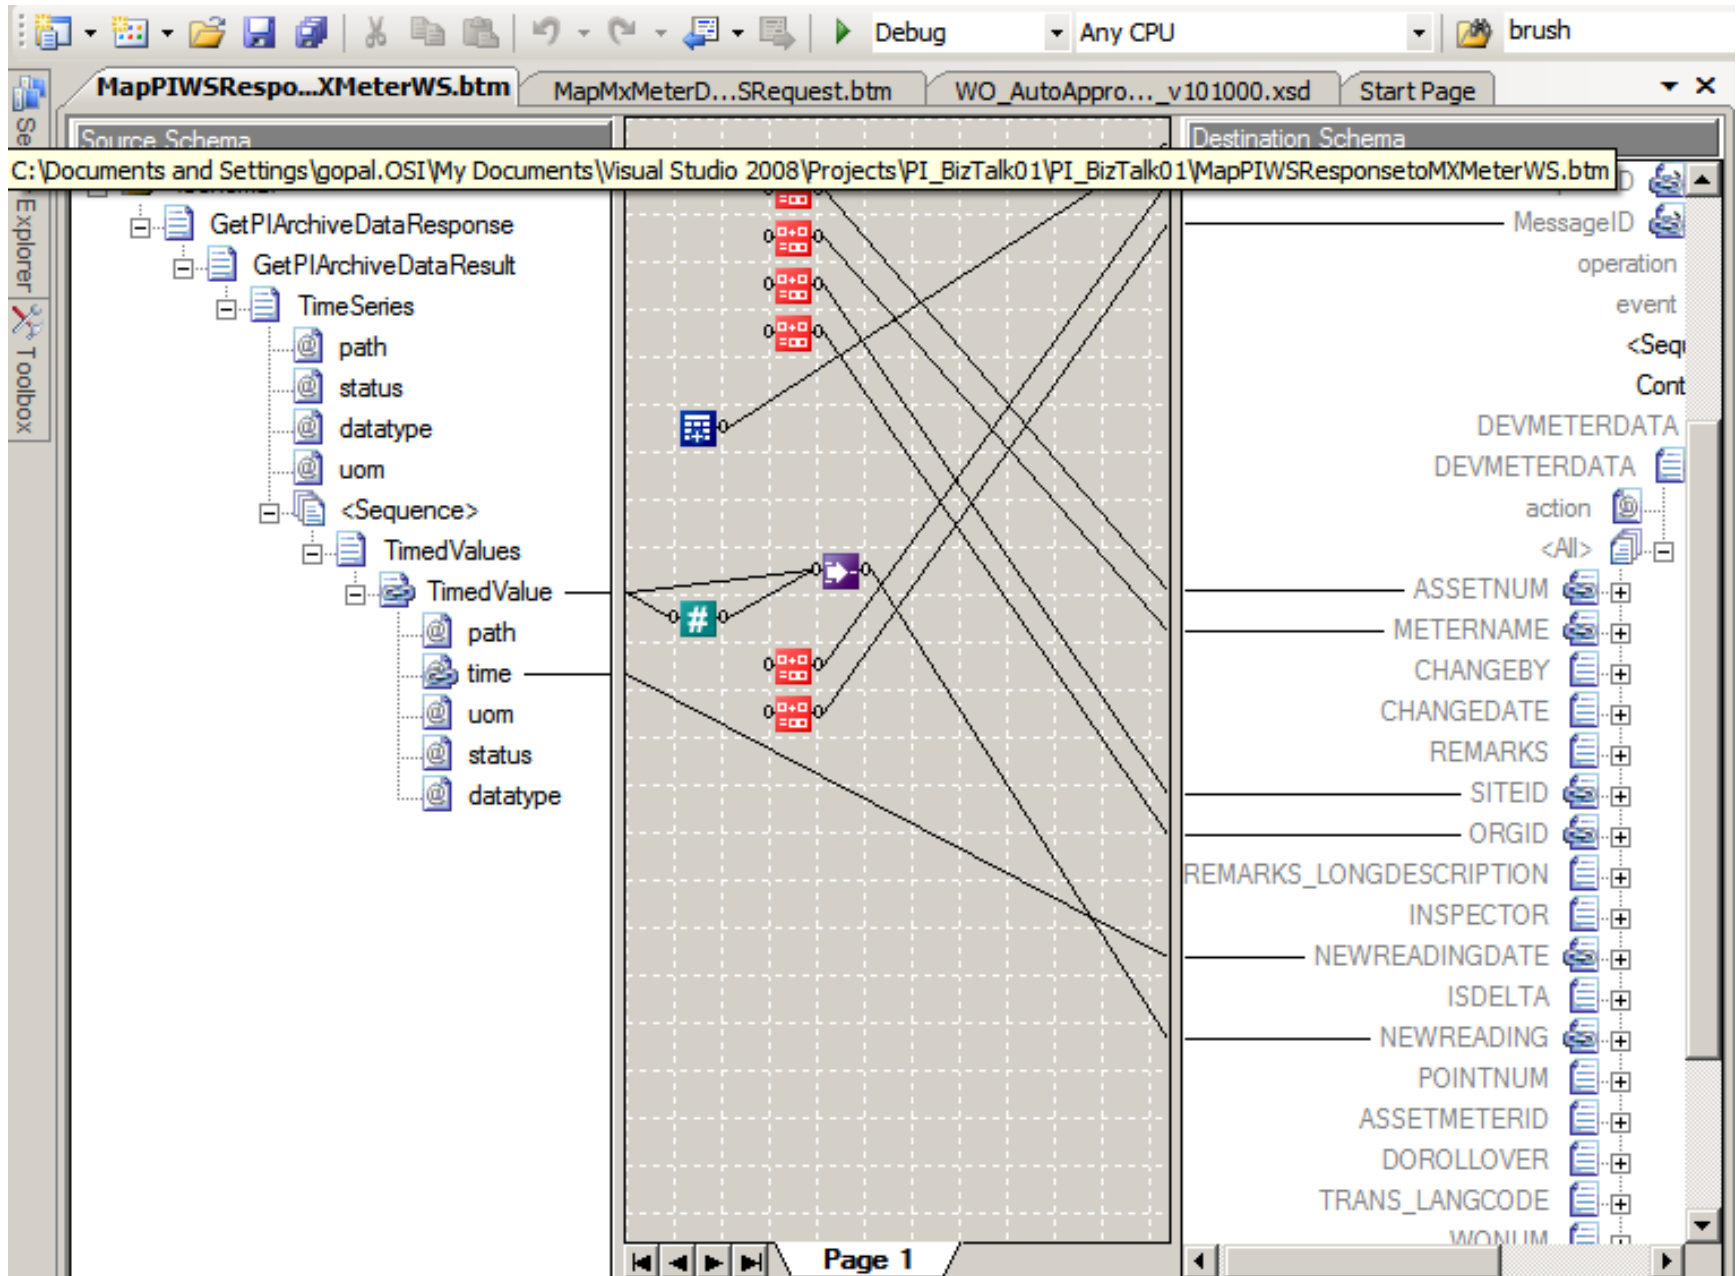 Debug
Any CPU
brush
MapPIWSRespo...XMeterWS.btm
MapMxMeterD...SRequest.btm
WO_AutoAppro..._v101000.xsd
Start Page
Source Schema
Destination Schema
C:\Documents and Settings\gopal.OSI\My Documents\Visual Studio 2008\Projects\PI_BizTalk01\PI_BizTalk01\MapPIWSResponsetoMXMeterWS.btm
Explorer
Toolbox
GetPIArchiveDataResponse
GetPIArchiveDataResult
TimeSeries
path
status
datatype
uom
<Sequence>
TimedValues
TimedValue
path
time
uom
status
datatype
#
Page 1
MessageID
operation
event
<Sequ
Cont
DEVMETERDATA
DEVMETERDATA
action
<All>
ASSETNUM
METERNAME
CHANGEBY
CHANGEDATE
REMARKS
SITEID
ORGID
REMARKS_LONGDESCRIPTION
INSPECTOR
NEWREADINGDATE
ISDELTA
NEWREADING
POINTNUM
ASSETMETERID
DOROLLOVER
TRANS_LANGCODE
WONUM